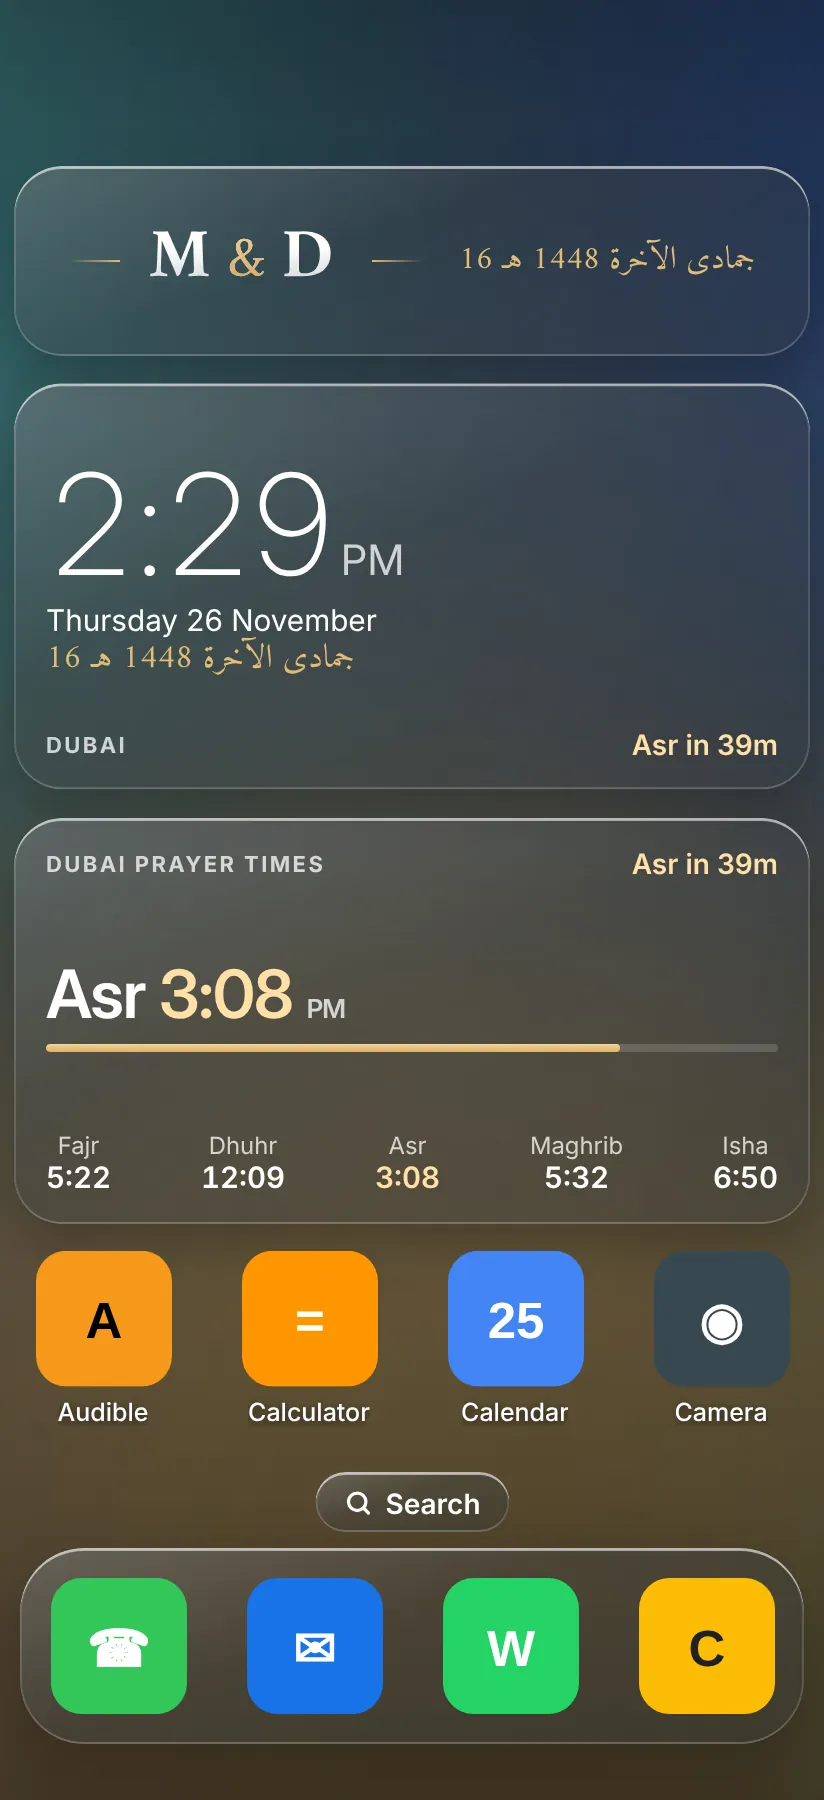 M & D
16 جمادى الآخرة 1448 هـ
2:29 PM
Thursday 26 November
16 جمادى الآخرة 1448 هـ
DUBAI
Asr in 39m
DUBAI PRAYER TIMES
Asr in 39m
Asr 3:08 PM
Fajr Dhuhr Asr Maghrib Isha
5:22 12:09 3:08 5:32 6:50
A = 25
Audible Calculator Calendar Camera
Search
W C